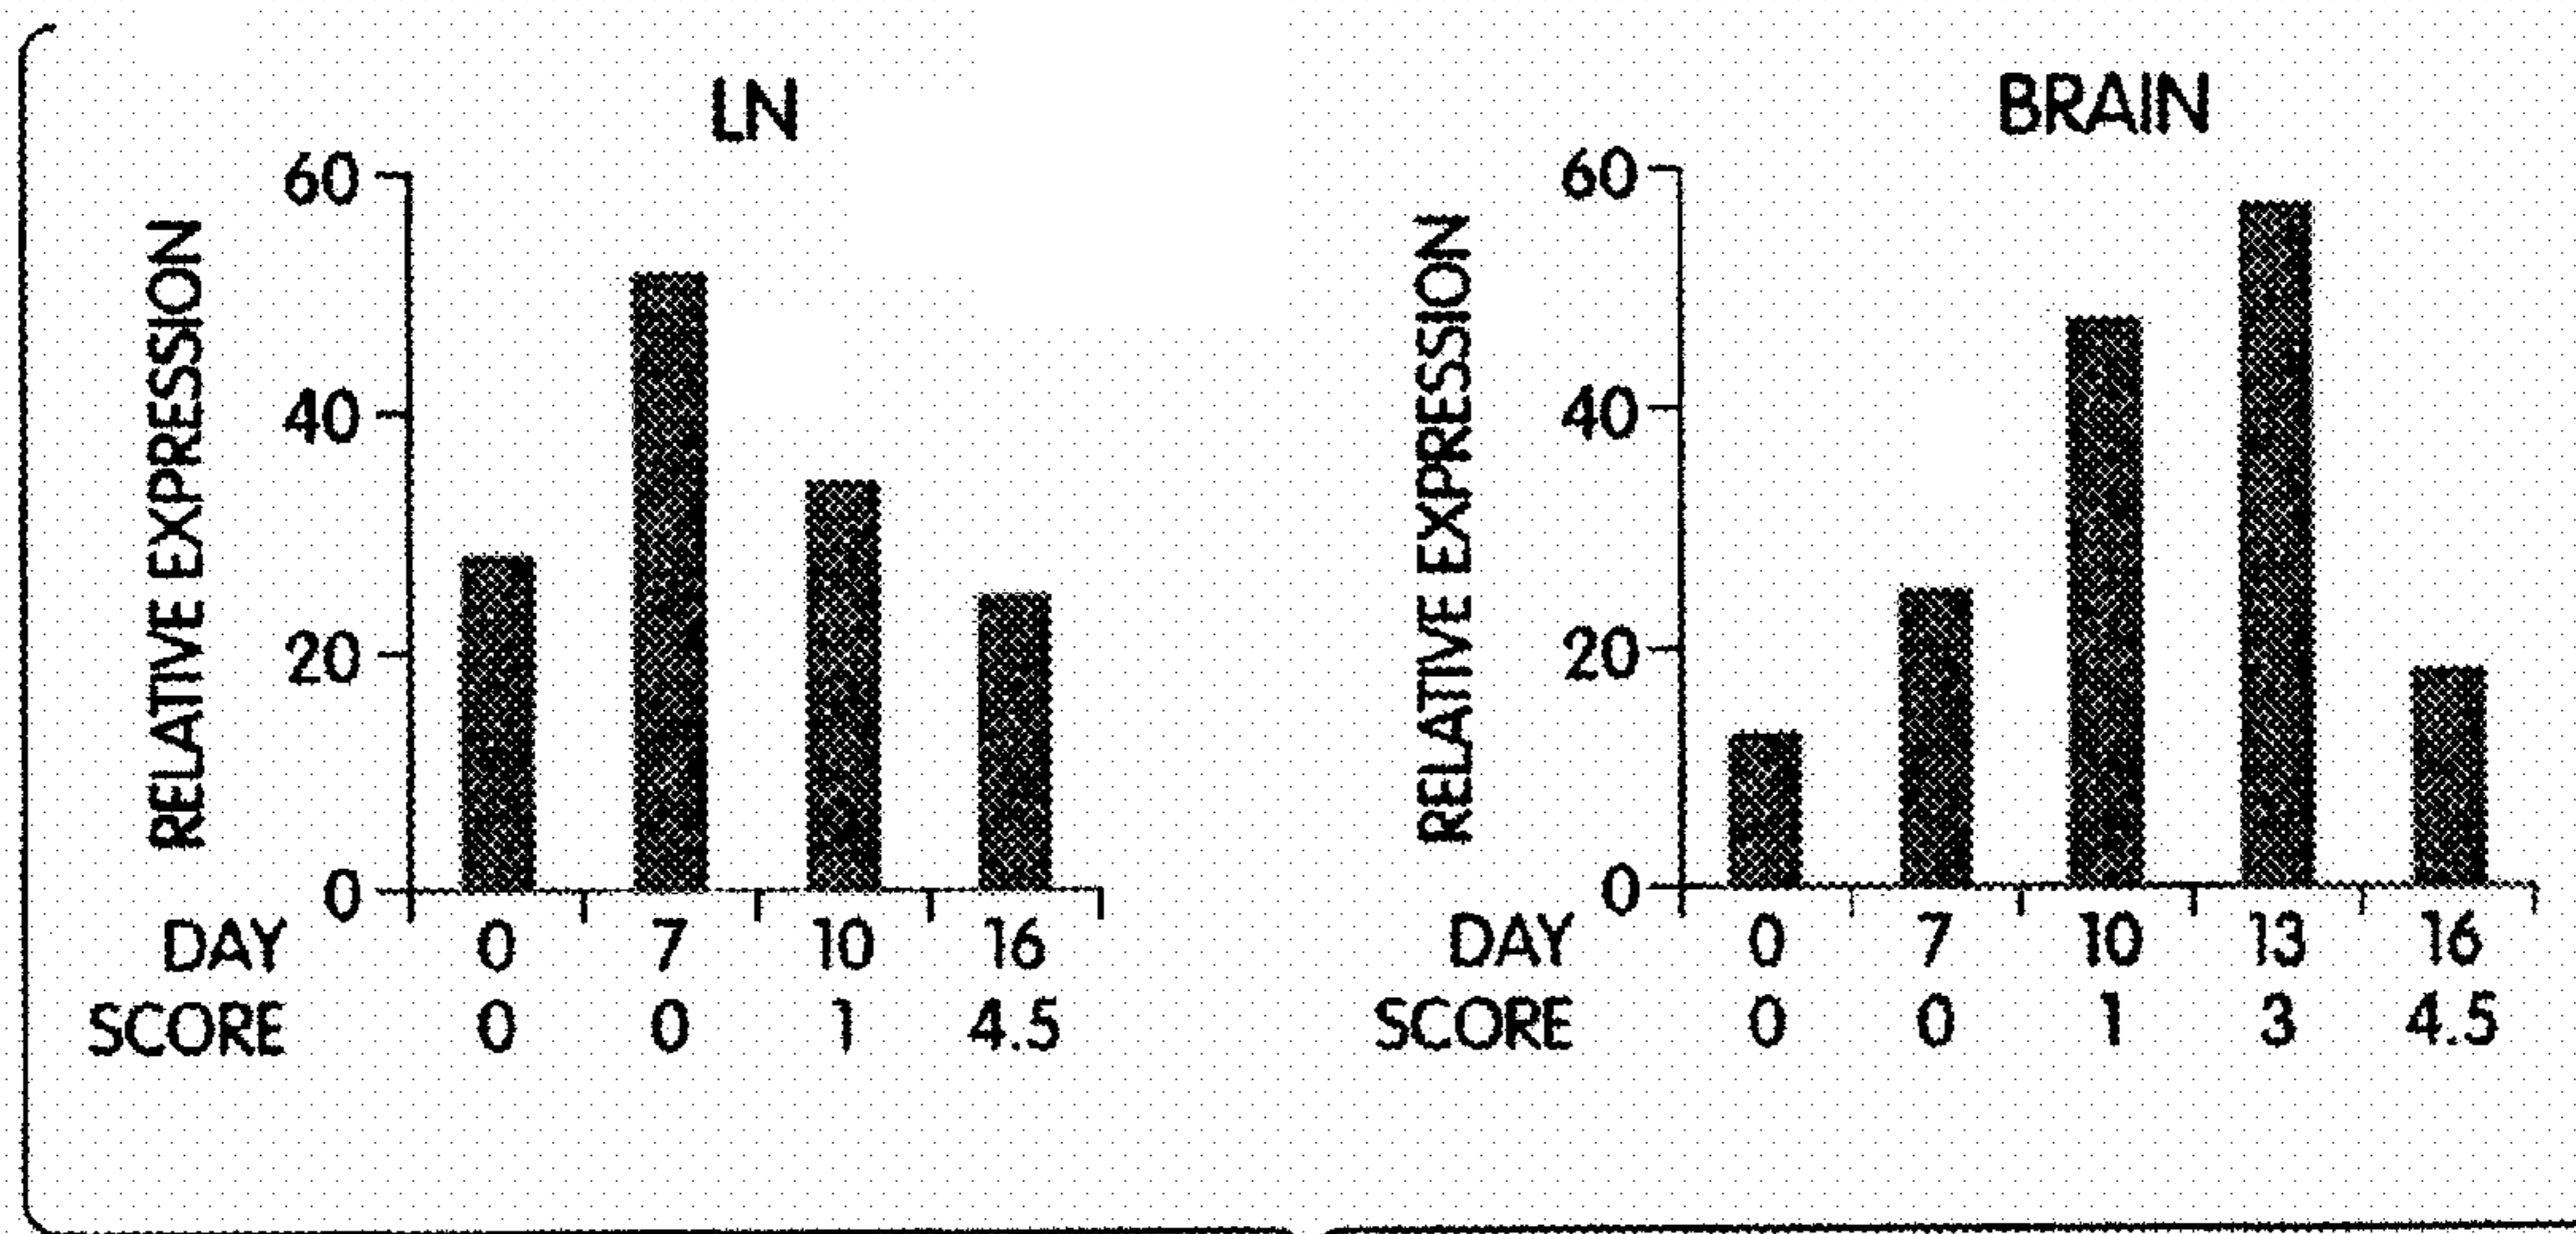 LN
RELATIVE EXPRESSION
60
40
20
0
DAY 0 7 10 16
SCORE 0 0 1 4.5
BRAIN
RELATIVE EXPRESSION
60
40
20
0
DAY 0 7 10 13 16
SCORE 0 0 1 3 4.5